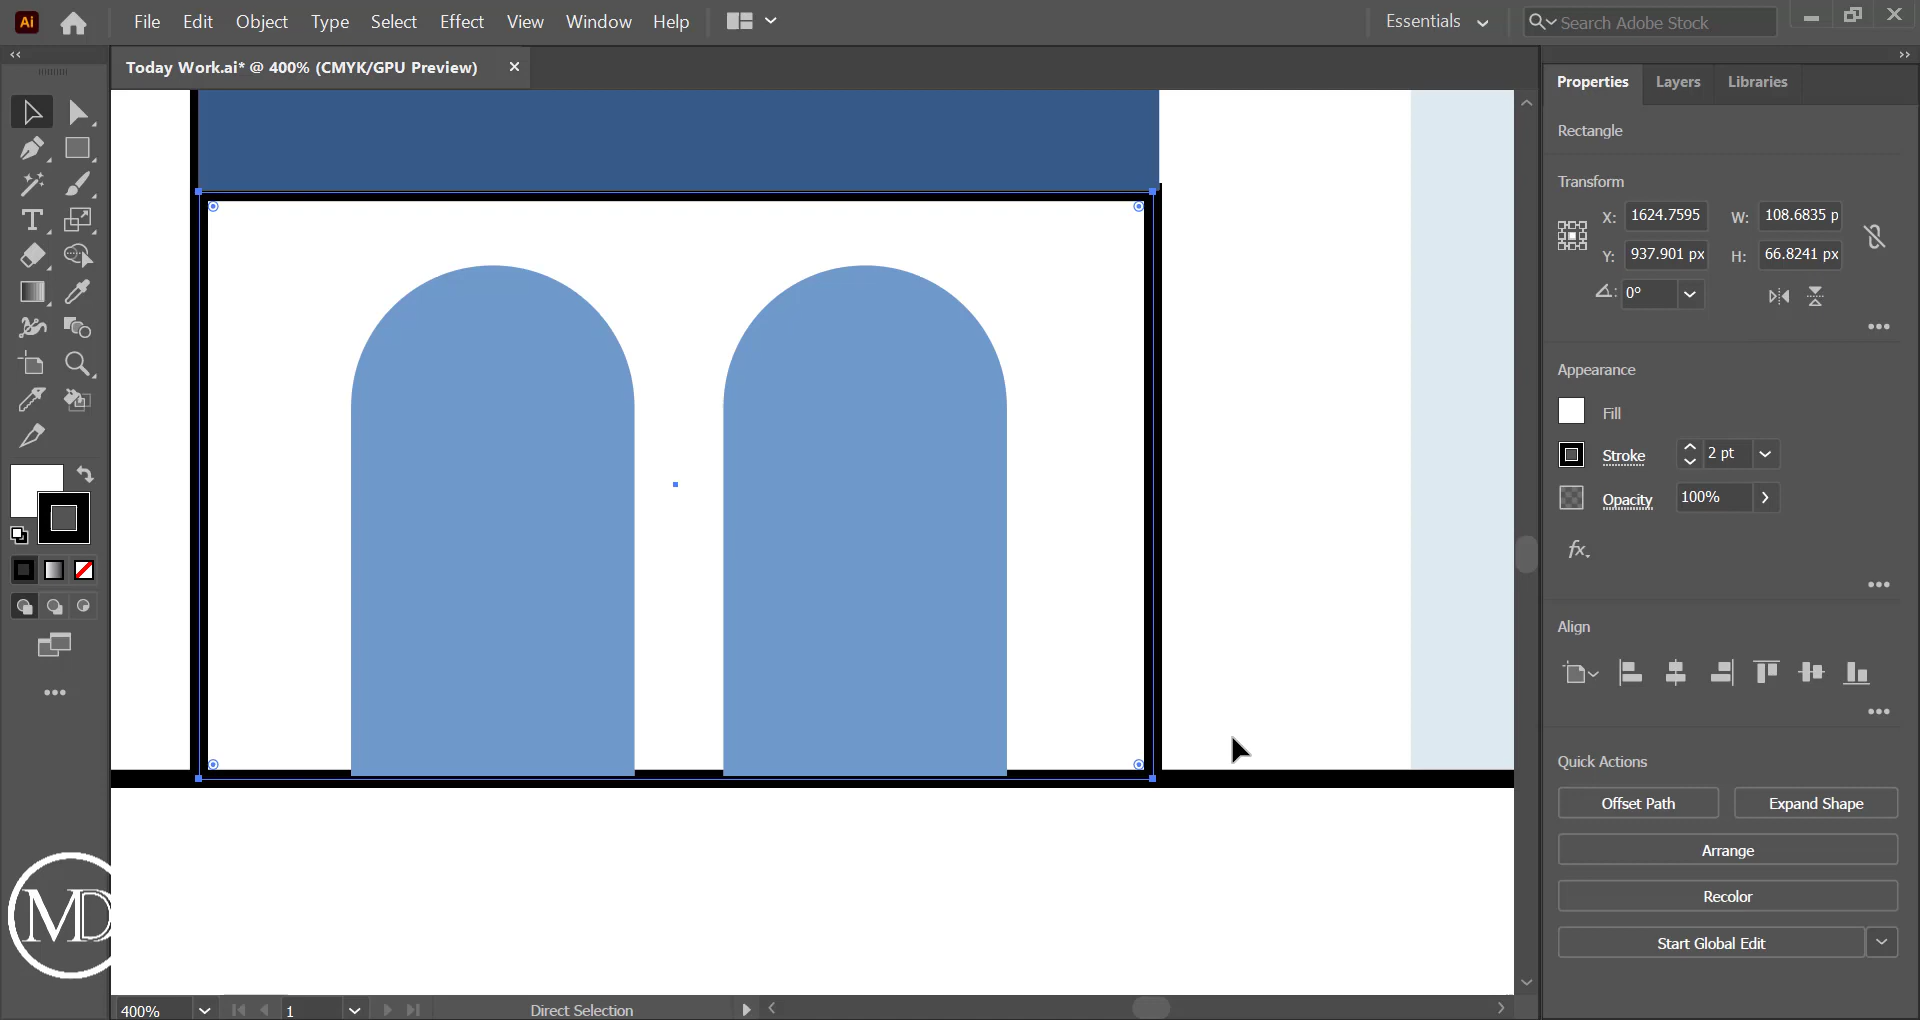 Ai File Edit Object Type Select Effect View Window Help Essentials Search Adobe Stock
Today Work.ai* @ 400% (CMYK/GPU Preview)
Properties Layers Libraries
Rectangle
Transform
X: 1624.7595 W: 108.6835 p
Y: 937.901 px H: 66.8241 px
0°
Appearance
Fill
Stroke 2 pt
Opacity 100%
fx.
Align
Quick Actions
Offset Path Expand Shape
Arrange
Recolor
Start Global Edit
MD
400% 1 Direct Selection